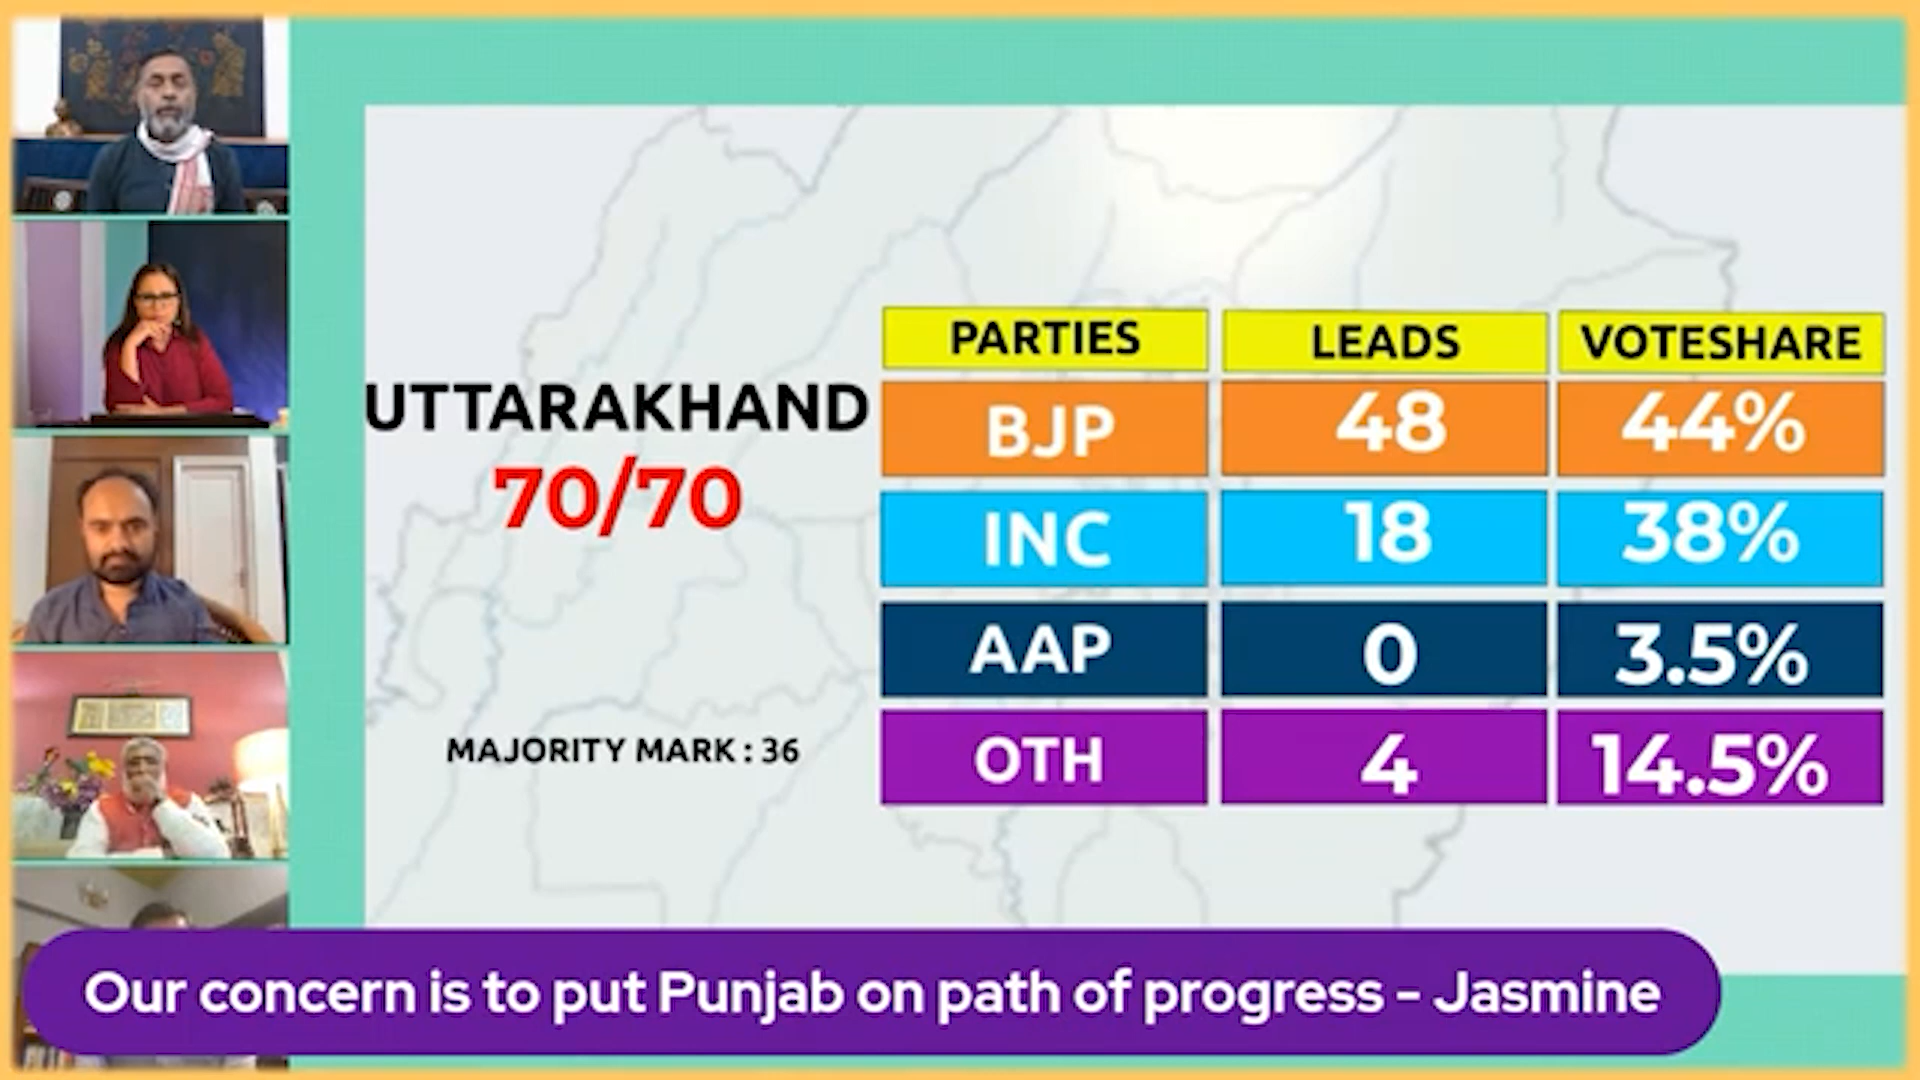 PARTIES LEADS VOTESHARE
UTTARAKHAND
70/70
BJP 48 44%
INC 18 38%
AAP 0 3.5%
OTH 4 14.5%
MAJORITY MARK : 36
Our concern is to put Punjab on path of progress - Jasmine